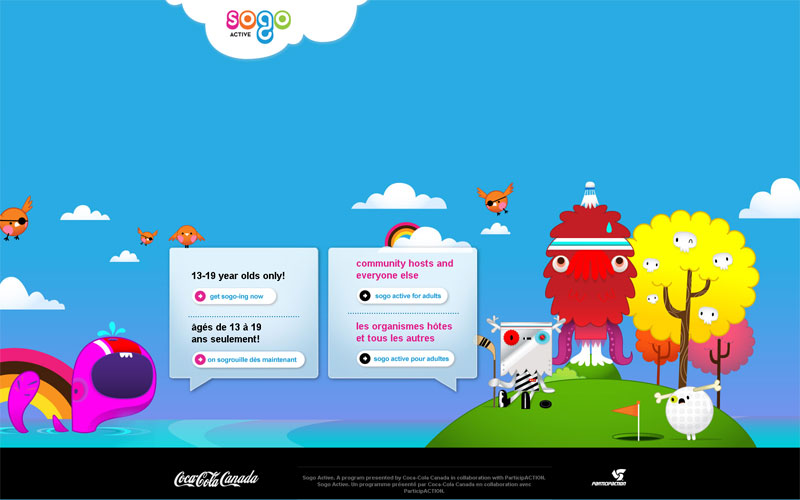 sogo
ACTIVE
13-19 year olds only!
get sogo-ing now
âgés de 13 à 19
ans seulement!
on sogrouille dès maintenant
community hosts and
everyone else
sogo active for adults
les organismes hôtes
et tous les autres
sogo active pour adultes
Coca-Cola Canada
Sogo Active. A program presented by Coca-Cola Canada in collaboration with ParticipACTION.
Sogo Active. Un programme présenté par Coca-Cola Canada en collaboration avec
ParticipACTION.
PARTICIPACTION